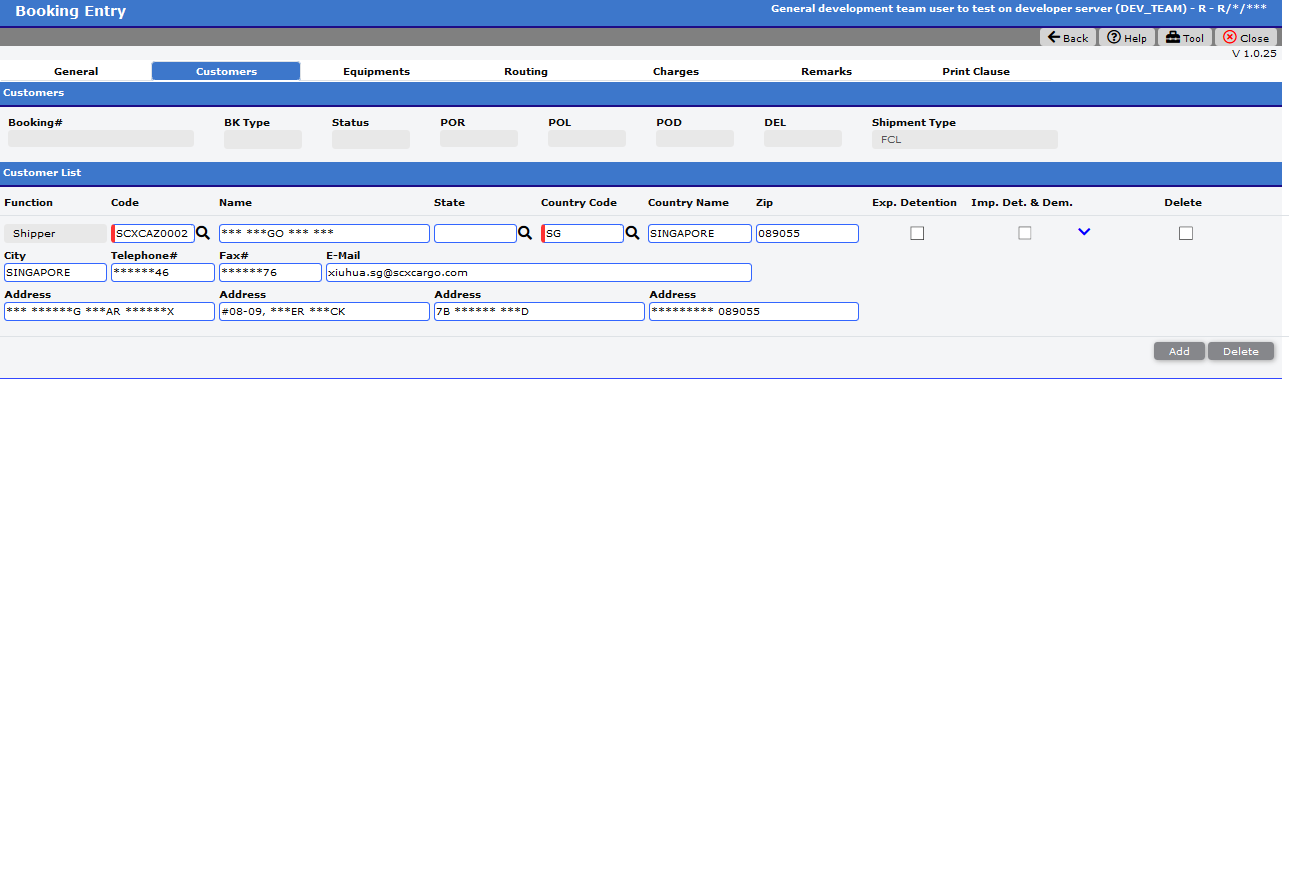 Booking Entry
General development team user to test on developer server (DEV_TEAM) - R - R/*/***
Back Help Tool Close
V 1.0.25
General Customers Equipments Routing Charges Remarks Print Clause
Customers
Booking# BK Type Status POR POL POD DEL Shipment Type
FCL
Customer List
Function Code Name State Country Code Country Name Zip Exp. Detention Imp. Det. & Dem. Delete
Shipper SCXCAZ0002 *** ***GO *** *** SG SINGAPORE 089055
City Telephone# Fax# E-Mail
SINGAPORE ******46 ******76 xiuhua.sg@scxcargo.com
Address Address Address Address
*** ******G ***AR ******X #08-09, ***ER ***CK 7B ****** ***D ********* 089055
Add Delete